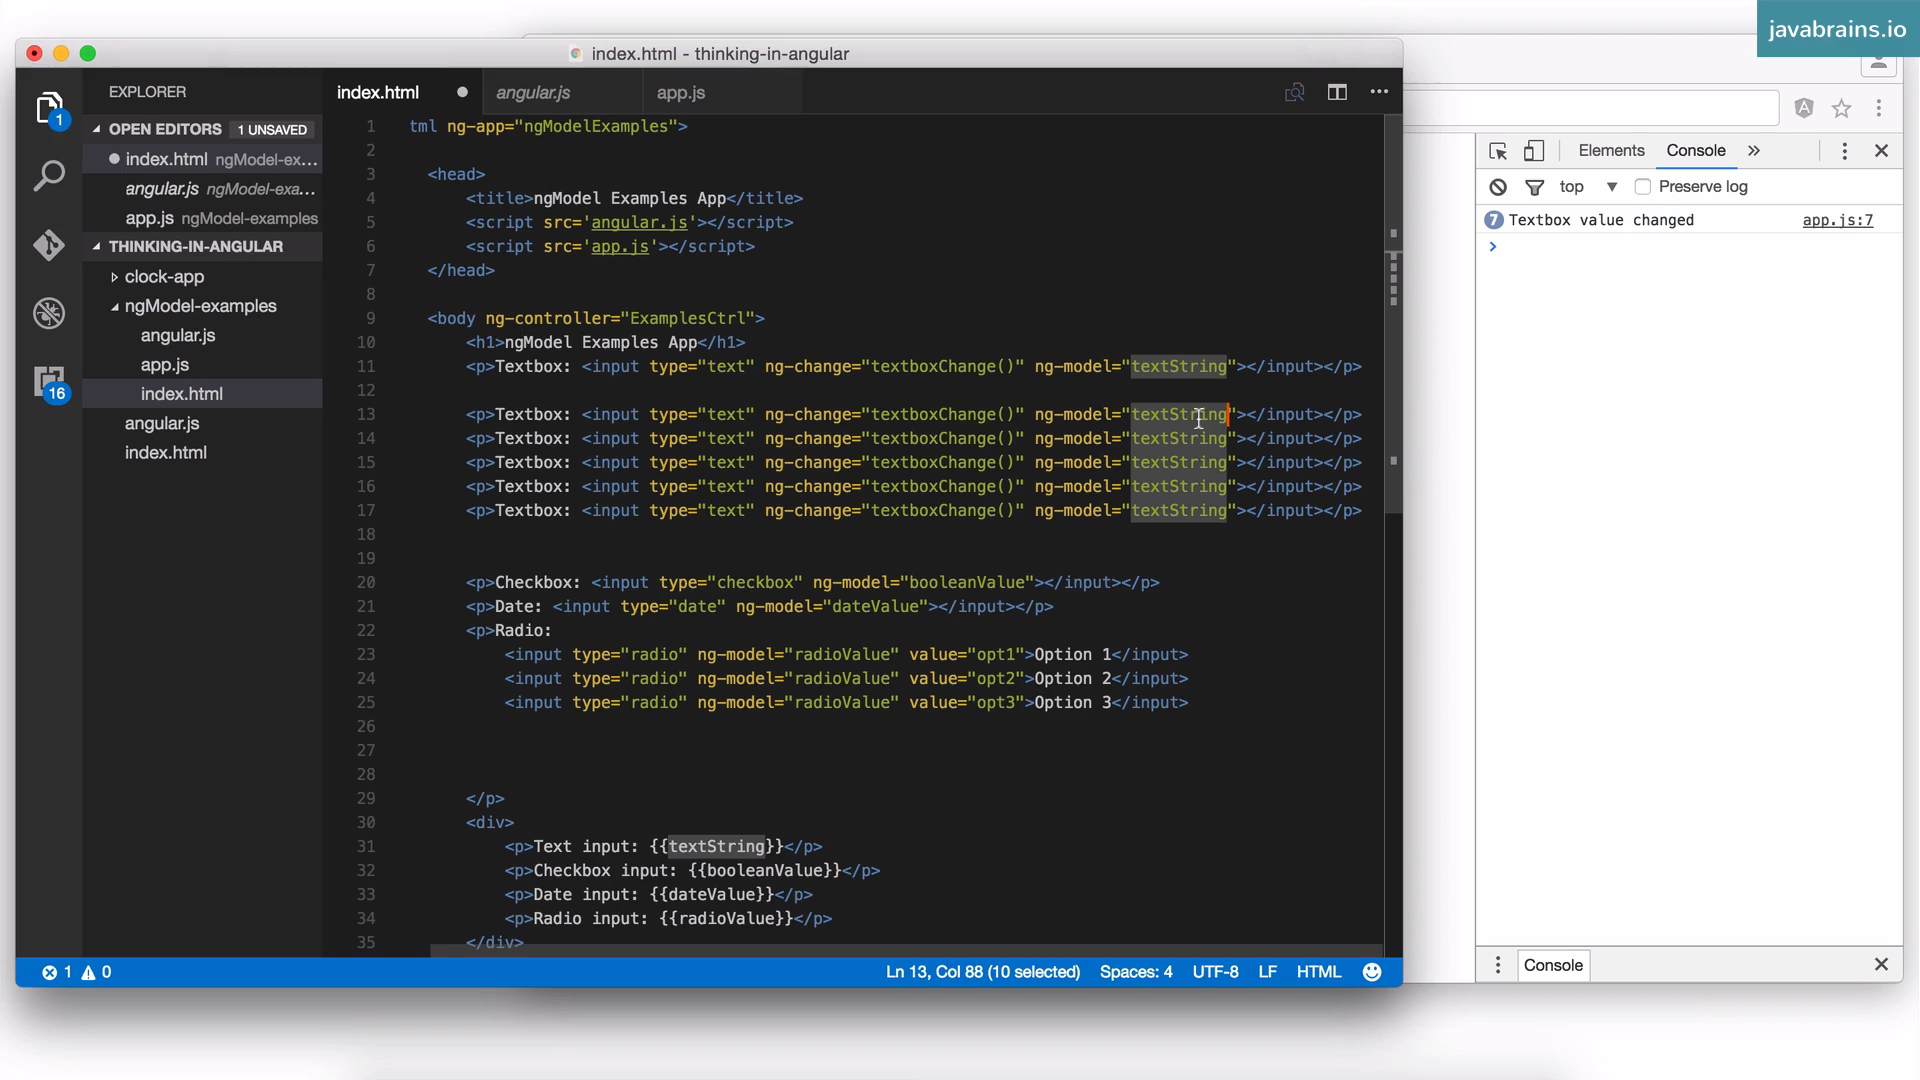 javabrains.io
index.html - thinking-in-angular
EXPLORER
OPEN EDITORS 1 UNSAVED
index.html ngModel-ex...
angular.js ngModel-exa...
app.js ngModel-examples
THINKING-IN-ANGULAR
clock-app
ngModel-examples
angular.js
app.js
index.html
angular.js
index.html
1
16
index.html angular.js app.js
1 tml ng-app="ngModelExamples">
2
3 <head>
4 <title>ngModel Examples App</title>
5 <script src='angular.js'></script>
6 <script src='app.js'></script>
7 </head>
8
9 <body ng-controller="ExamplesCtrl">
10 <h1>ngModel Examples App</h1>
11 <p>Textbox: <input type="text" ng-change="textboxChange()" ng-model="textString"></input></p>
12
13 <p>Textbox: <input type="text" ng-change="textboxChange()" ng-model="textString"></input></p>
14 <p>Textbox: <input type="text" ng-change="textboxChange()" ng-model="textString"></input></p>
15 <p>Textbox: <input type="text" ng-change="textboxChange()" ng-model="textString"></input></p>
16 <p>Textbox: <input type="text" ng-change="textboxChange()" ng-model="textString"></input></p>
17 <p>Textbox: <input type="text" ng-change="textboxChange()" ng-model="textString"></input></p>
18
19
20 <p>Checkbox: <input type="checkbox" ng-model="booleanValue"></input></p>
21 <p>Date: <input type="date" ng-model="dateValue"></input></p>
22 <p>Radio:
23 <input type="radio" ng-model="radioValue" value="opt1">Option 1</input>
24 <input type="radio" ng-model="radioValue" value="opt2">Option 2</input>
25 <input type="radio" ng-model="radioValue" value="opt3">Option 3</input>
26
27
28
29 </p>
30 <div>
31 <p>Text input: {{textString}}</p>
32 <p>Checkbox input: {{booleanValue}}</p>
33 <p>Date input: {{dateValue}}</p>
34 <p>Radio input: {{radioValue}}</p>
35 </div>
1 0 Ln 13, Col 88 (10 selected) Spaces: 4 UTF-8 LF HTML
Elements Console
top Preserve log
7 Textbox value changed app.js:7
Console